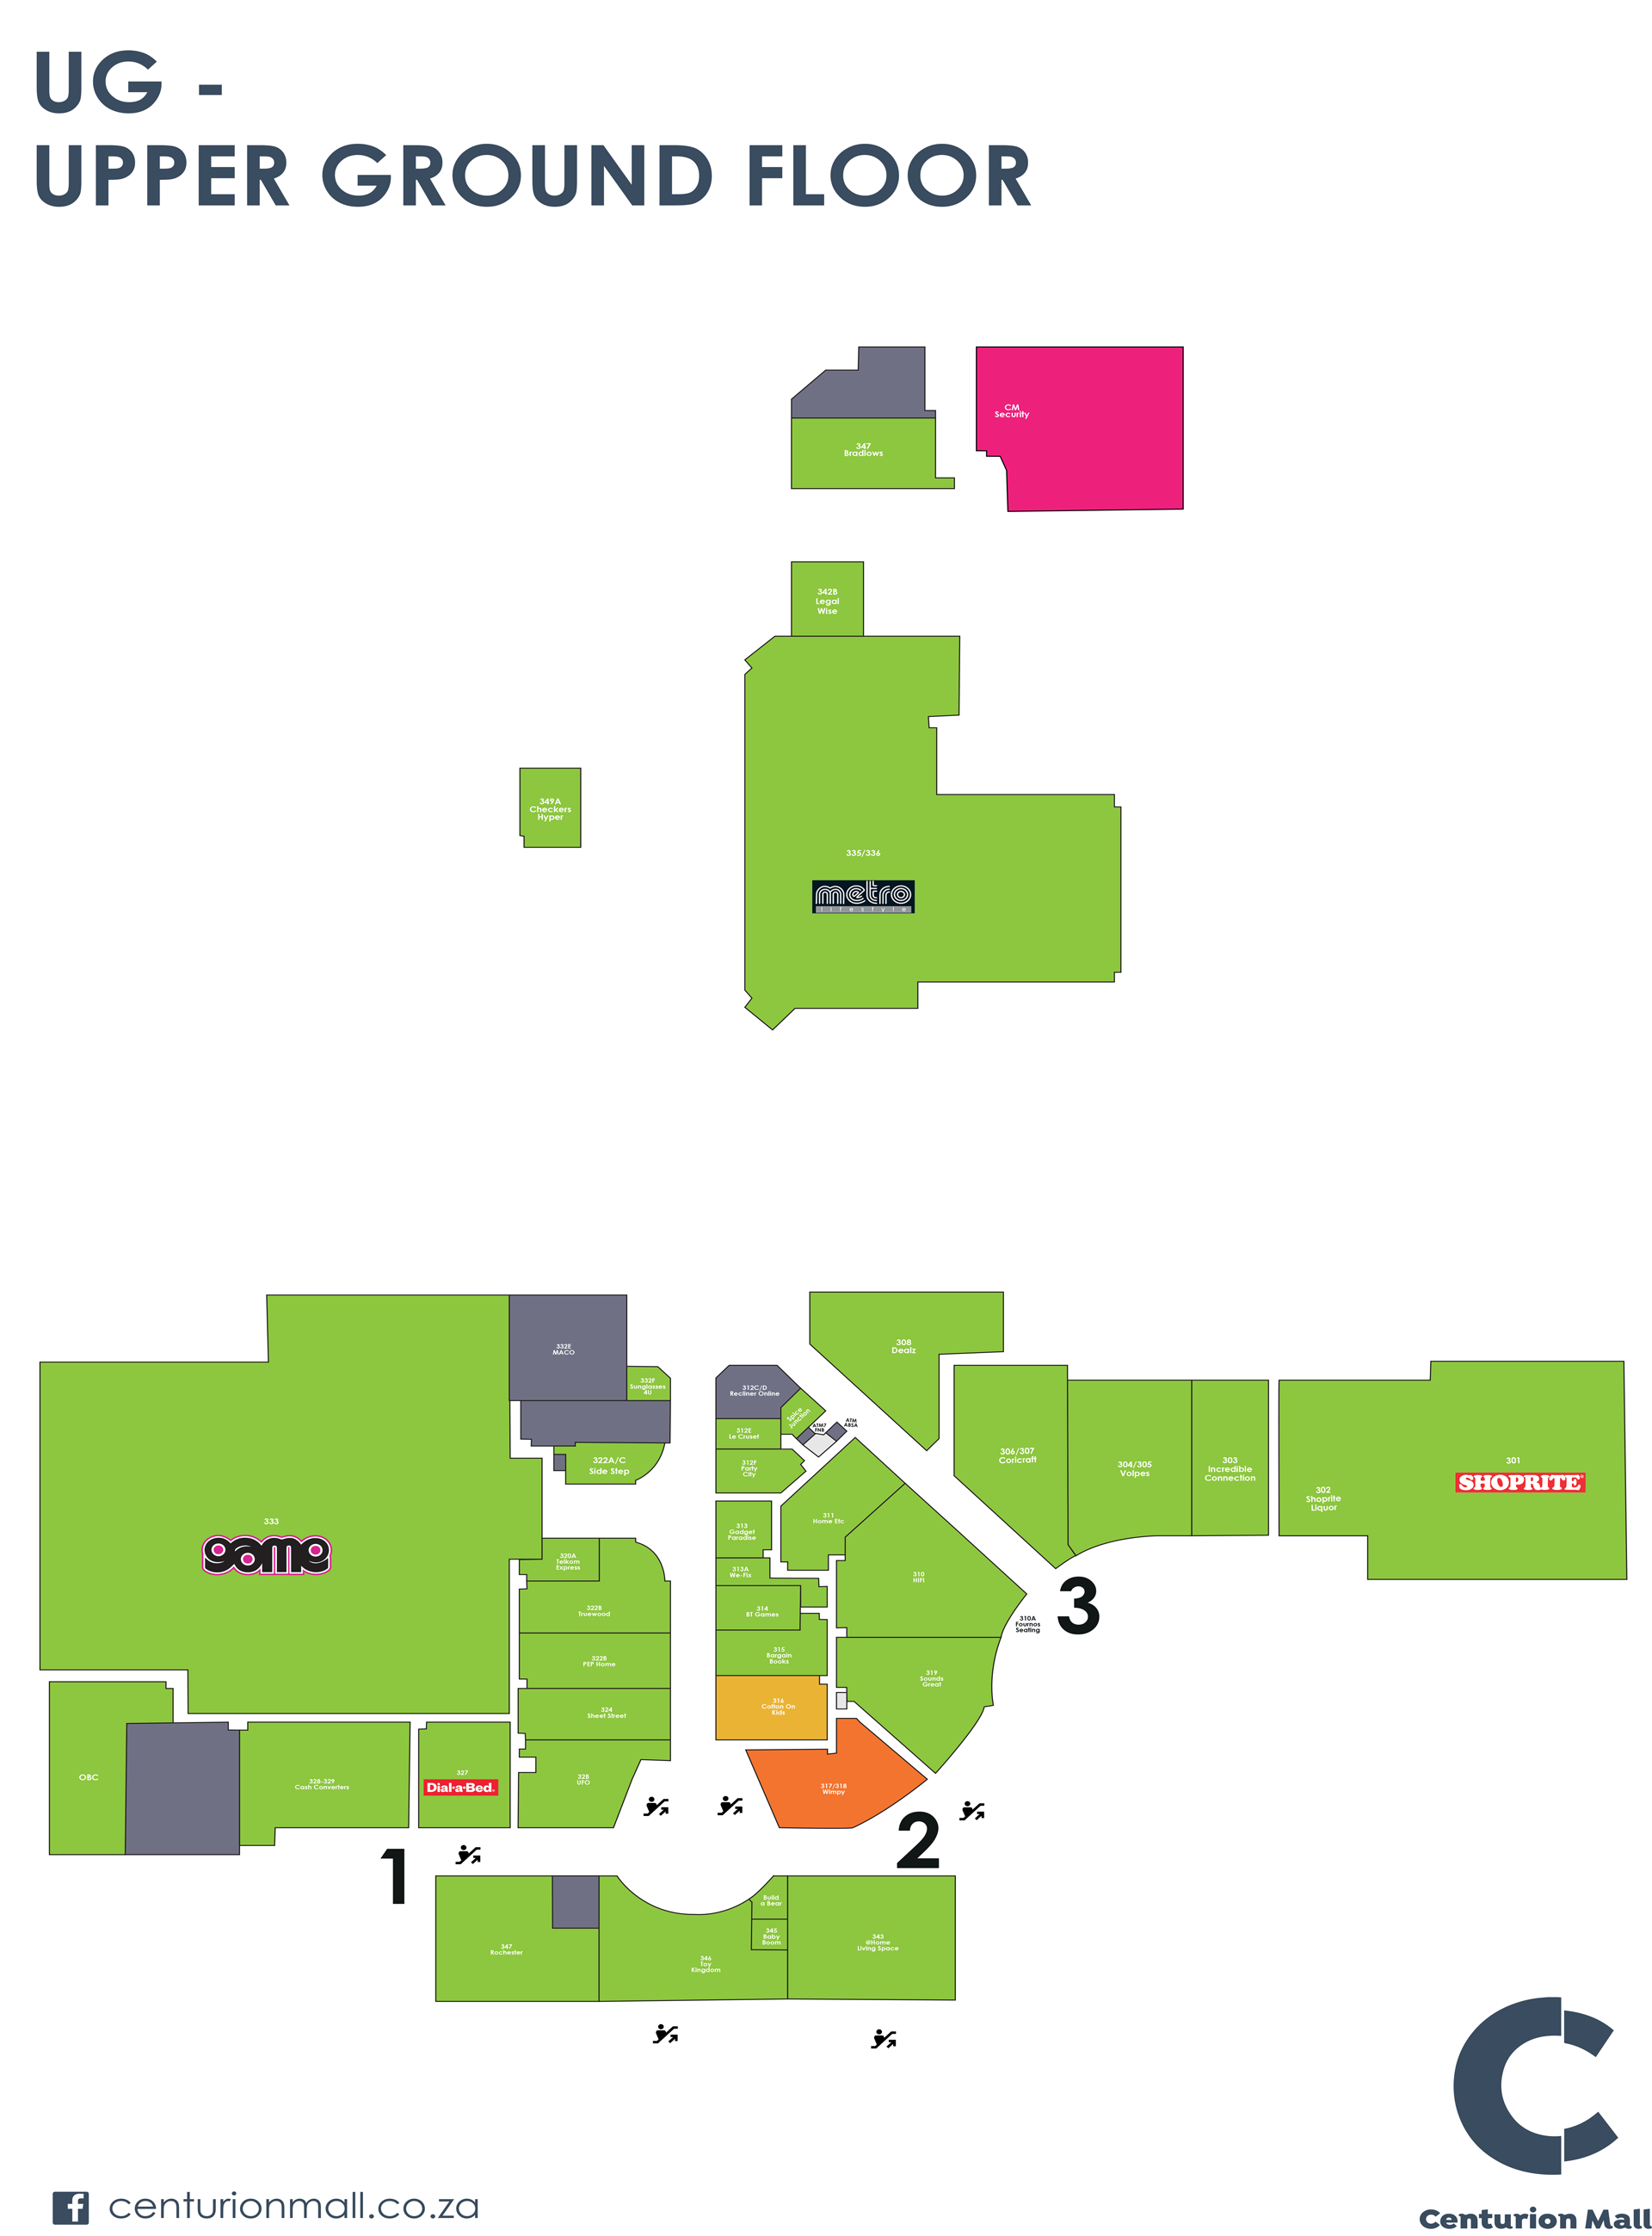 UG -
UPPER GROUND FLOOR
CM
Security
347
Bradlows
342B
Legal
Wise
349A
Checkers
Hyper
335/336
metro
lifestyle
308
Dealz
332E
MACO
332F
Sunglasses
4U
312C/D
Recliner Online
Spice
Junction
ATM7
FNB
ATM
ABSA
312E
Le Cruset
312F
Party
City
322A/C
Side Step
306/307
Coricraft
304/305
Volpes
303
Incredible
Connection
302
Shoprite
Liquor
301
SHOPRITE
333
game
311
Home Etc
313
Gadget
Paradise
313A
We-Fix
320A
Telkom
Express
310
HIFI
314
BT Games
322B
Truewood
310A
Fournos
Seating
3
315
Bargain
Books
322B
PEP Home
319
Sounds
Great
316
Cotton On
Kids
324
Sheet Street
OBC
328-329
Cash Converters
327
Dial-a-Bed
328
UFO
317/318
Wimpy
1
2
Build
a Bear
345
Baby
Boom
347
Rochester
346
Toy
Kingdom
343
@Home
Living Space
centurionmall.co.za
Centurion Mall